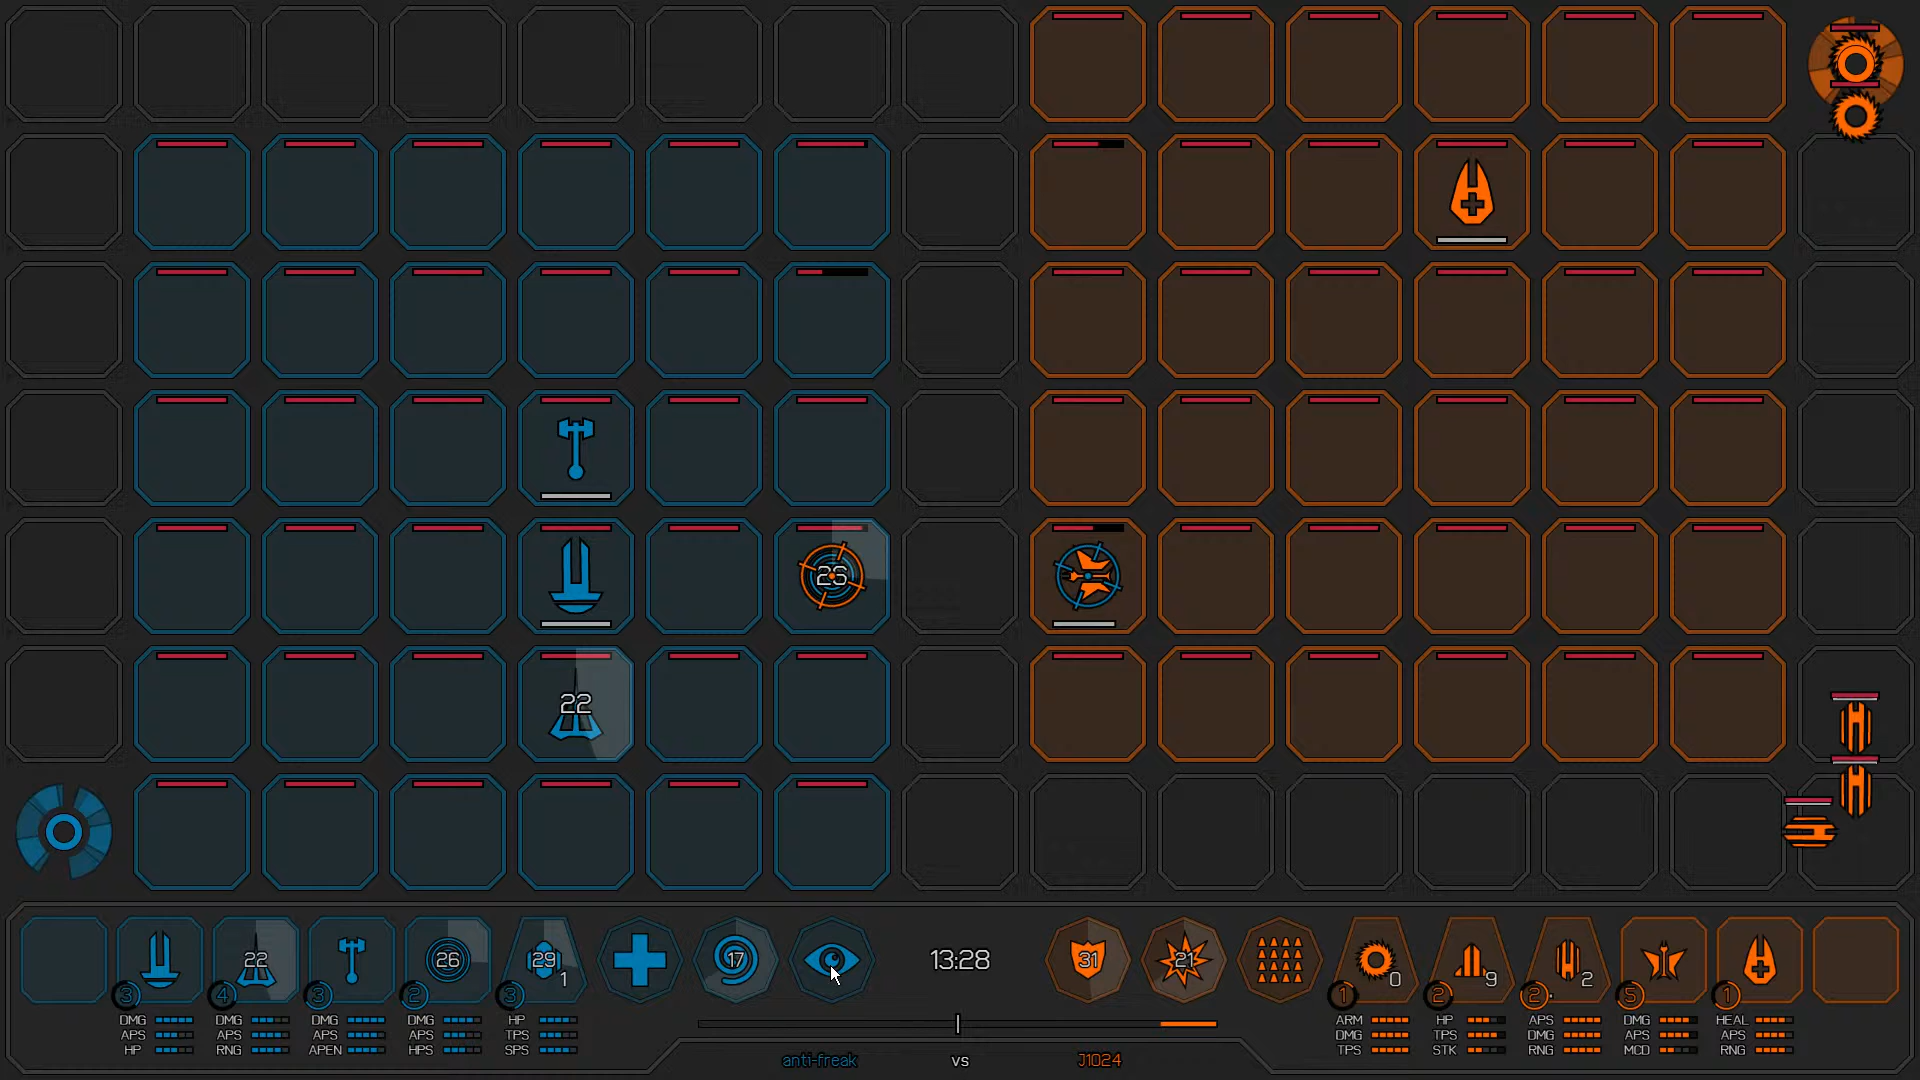 26
22
22
26
29
1
17
13:28
31
21
0
9
2
3
4
3
2
3
1
2
2
5
1
DMG
APS
HP
DMG
APS
RNG
DMG
APS
APEN
DMG
APS
HPS
HP
TPS
SPS
ARM
DMG
TPS
HP
TPS
STK
APS
DMG
RNG
DMG
APS
MCD
HEAL
APS
RNG
anti-freak vs J1024